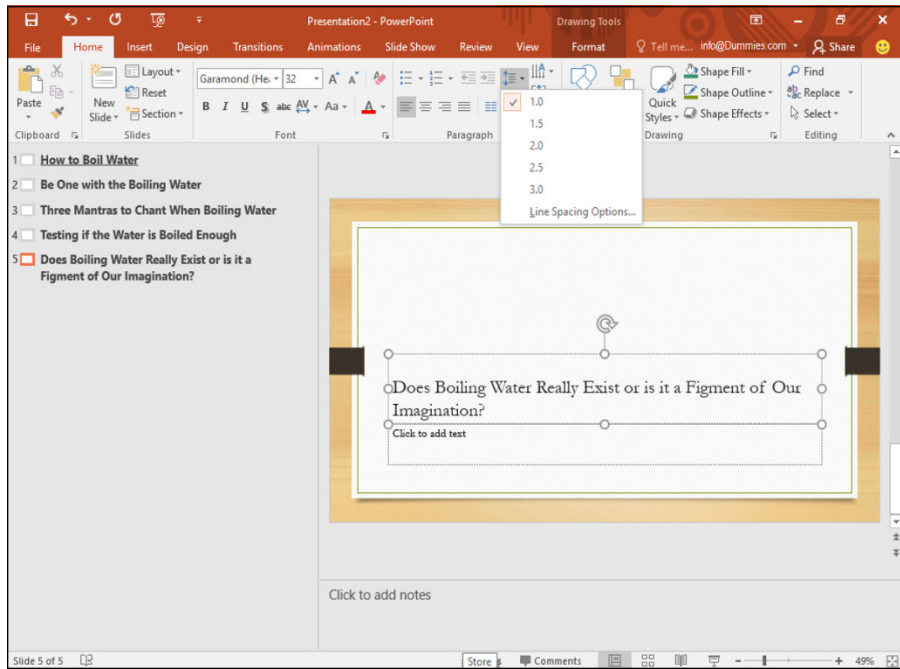 Presentation2 - PowerPoint
Drawing Tools
File Home Insert Design Transitions Animations Slide Show Review View Format Tell me... info@Dummies.com Share
Paste
Clipboard
New Slide
Layout
Reset
Section
Slides
Garamond (He 32
B I U S abc AV Aa A
Font
Paragraph
1.0
1.5
2.0
2.5
3.0
Line Spacing Options...
Quick Styles
Shape Fill
Shape Outline
Shape Effects
Drawing
Find
Replace
Select
Editing
1 How to Boil Water
2 Be One with the Boiling Water
3 Three Mantras to Chant When Boiling Water
4 Testing if the Water is Boiled Enough
5 Does Boiling Water Really Exist or is it a
Figment of Our Imagination?
Does Boiling Water Really Exist or is it a Figment of Our
Imagination?
Click to add text
Click to add notes
Slide 5 of 5 Store Comments 49%